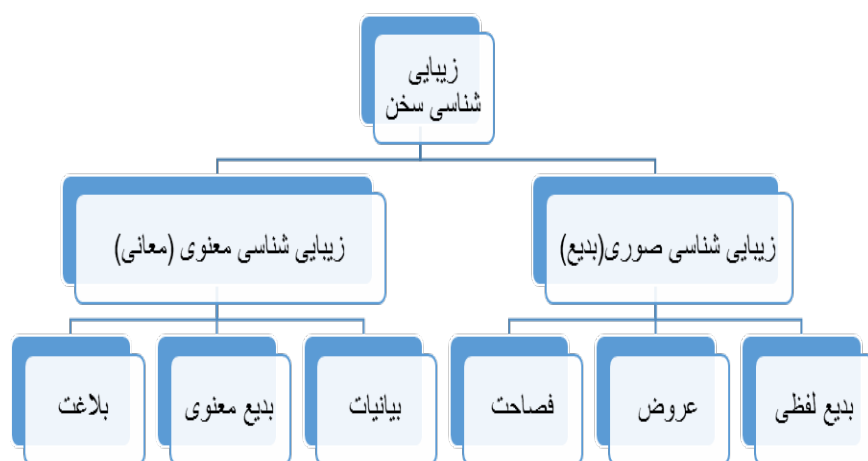 زیبایی
شناسی سخن
زیبایی شناسی صوری(بدیع)
زیبایی شناسی معنوی (معانی)
بدیع لفظی
عروض
فصاحت
بیانیات
بدیع معنوی
بلاغت